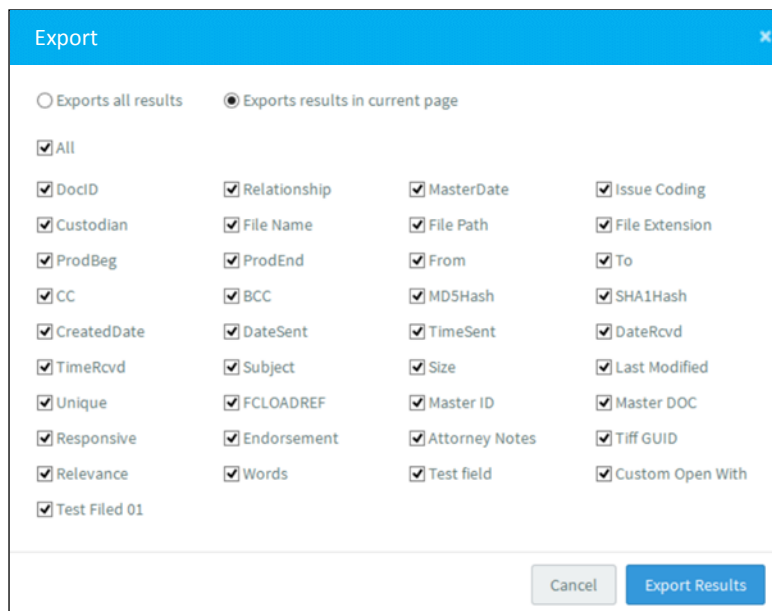 Export
Exports all results Exports results in current page
All
DocID Relationship MasterDate Issue Coding
Custodian File Name File Path File Extension
ProdBeg ProdEnd From To
CC BCC MD5Hash SHA1Hash
CreatedDate DateSent TimeSent DateRcvd
TimeRcvd Subject Size Last Modified
Unique FCLOADREF Master ID Master DOC
Responsive Endorsement Attorney Notes Tiff GUID
Relevance Words Test field Custom Open With
Test Filed 01
Cancel Export Results